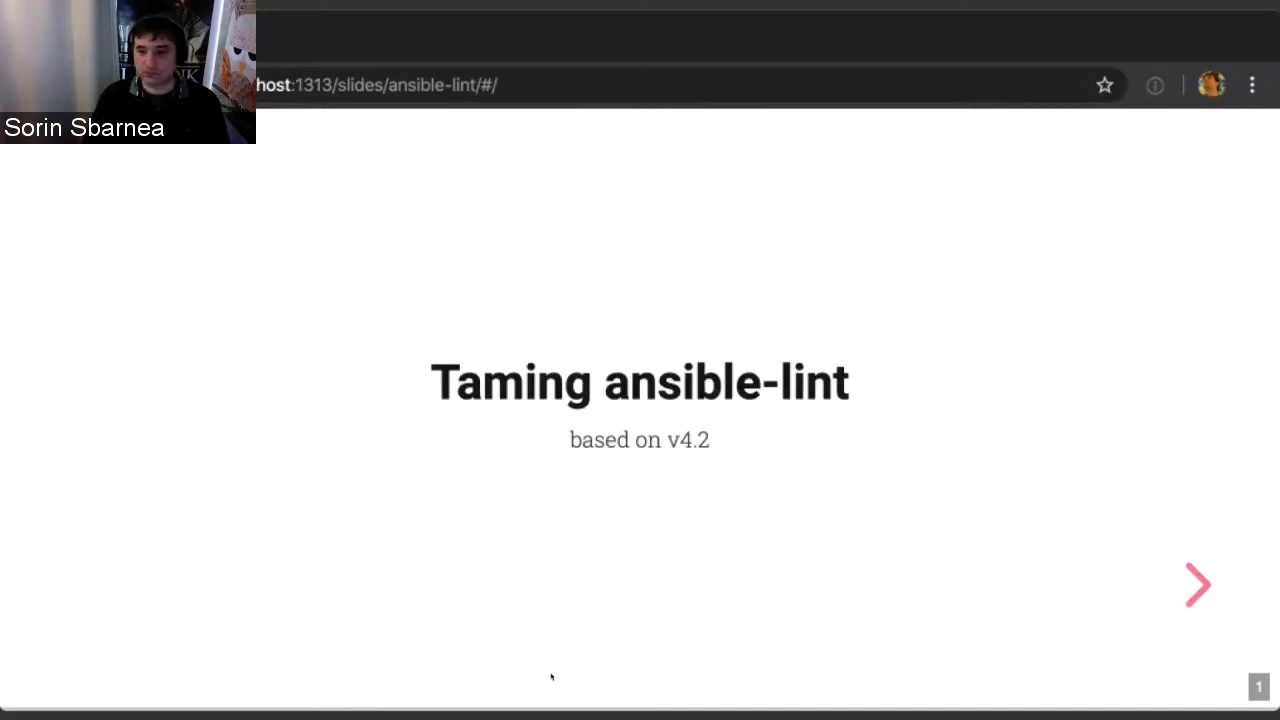 Sorin Sbarnea
host:1313/slides/ansible-lint/#/
Taming ansible-lint
based on v4.2
1